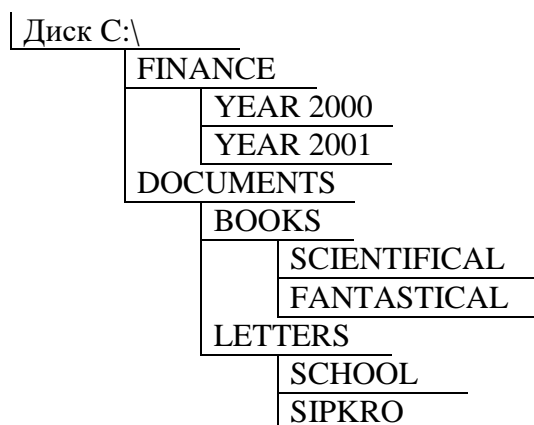 Диск C:\
FINANCE
YEAR 2000
YEAR 2001
DOCUMENTS
BOOKS
SCIENTIFICAL
FANTASTICAL
LETTERS
SCHOOL
SIPKRO